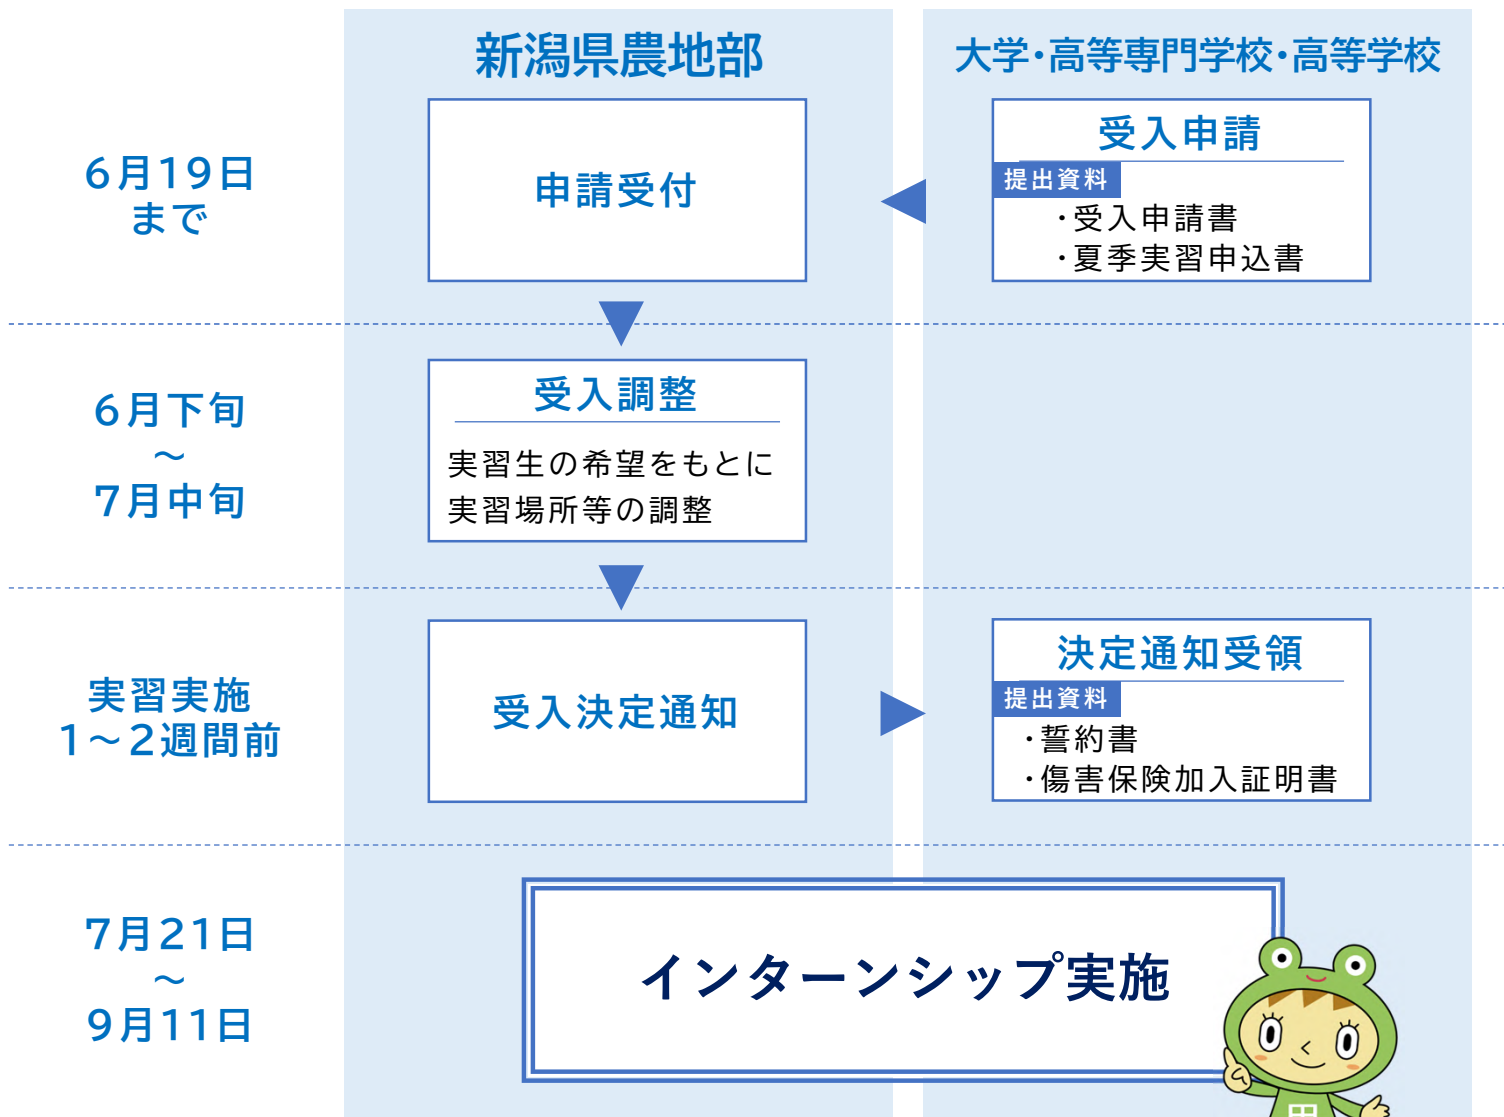 新潟県農地部
大学・高等専門学校・高等学校
6月19日
まで
申請受付
受入申請
提出資料
・受入申請書
・夏季実習申込書
6月下旬
～
7月中旬
受入調整
実習生の希望をもとに
実習場所等の調整
実習実施
1～2週間前
受入決定通知
決定通知受領
提出資料
・誓約書
・傷害保険加入証明書
7月21日
～
9月11日
インターンシップ実施
田